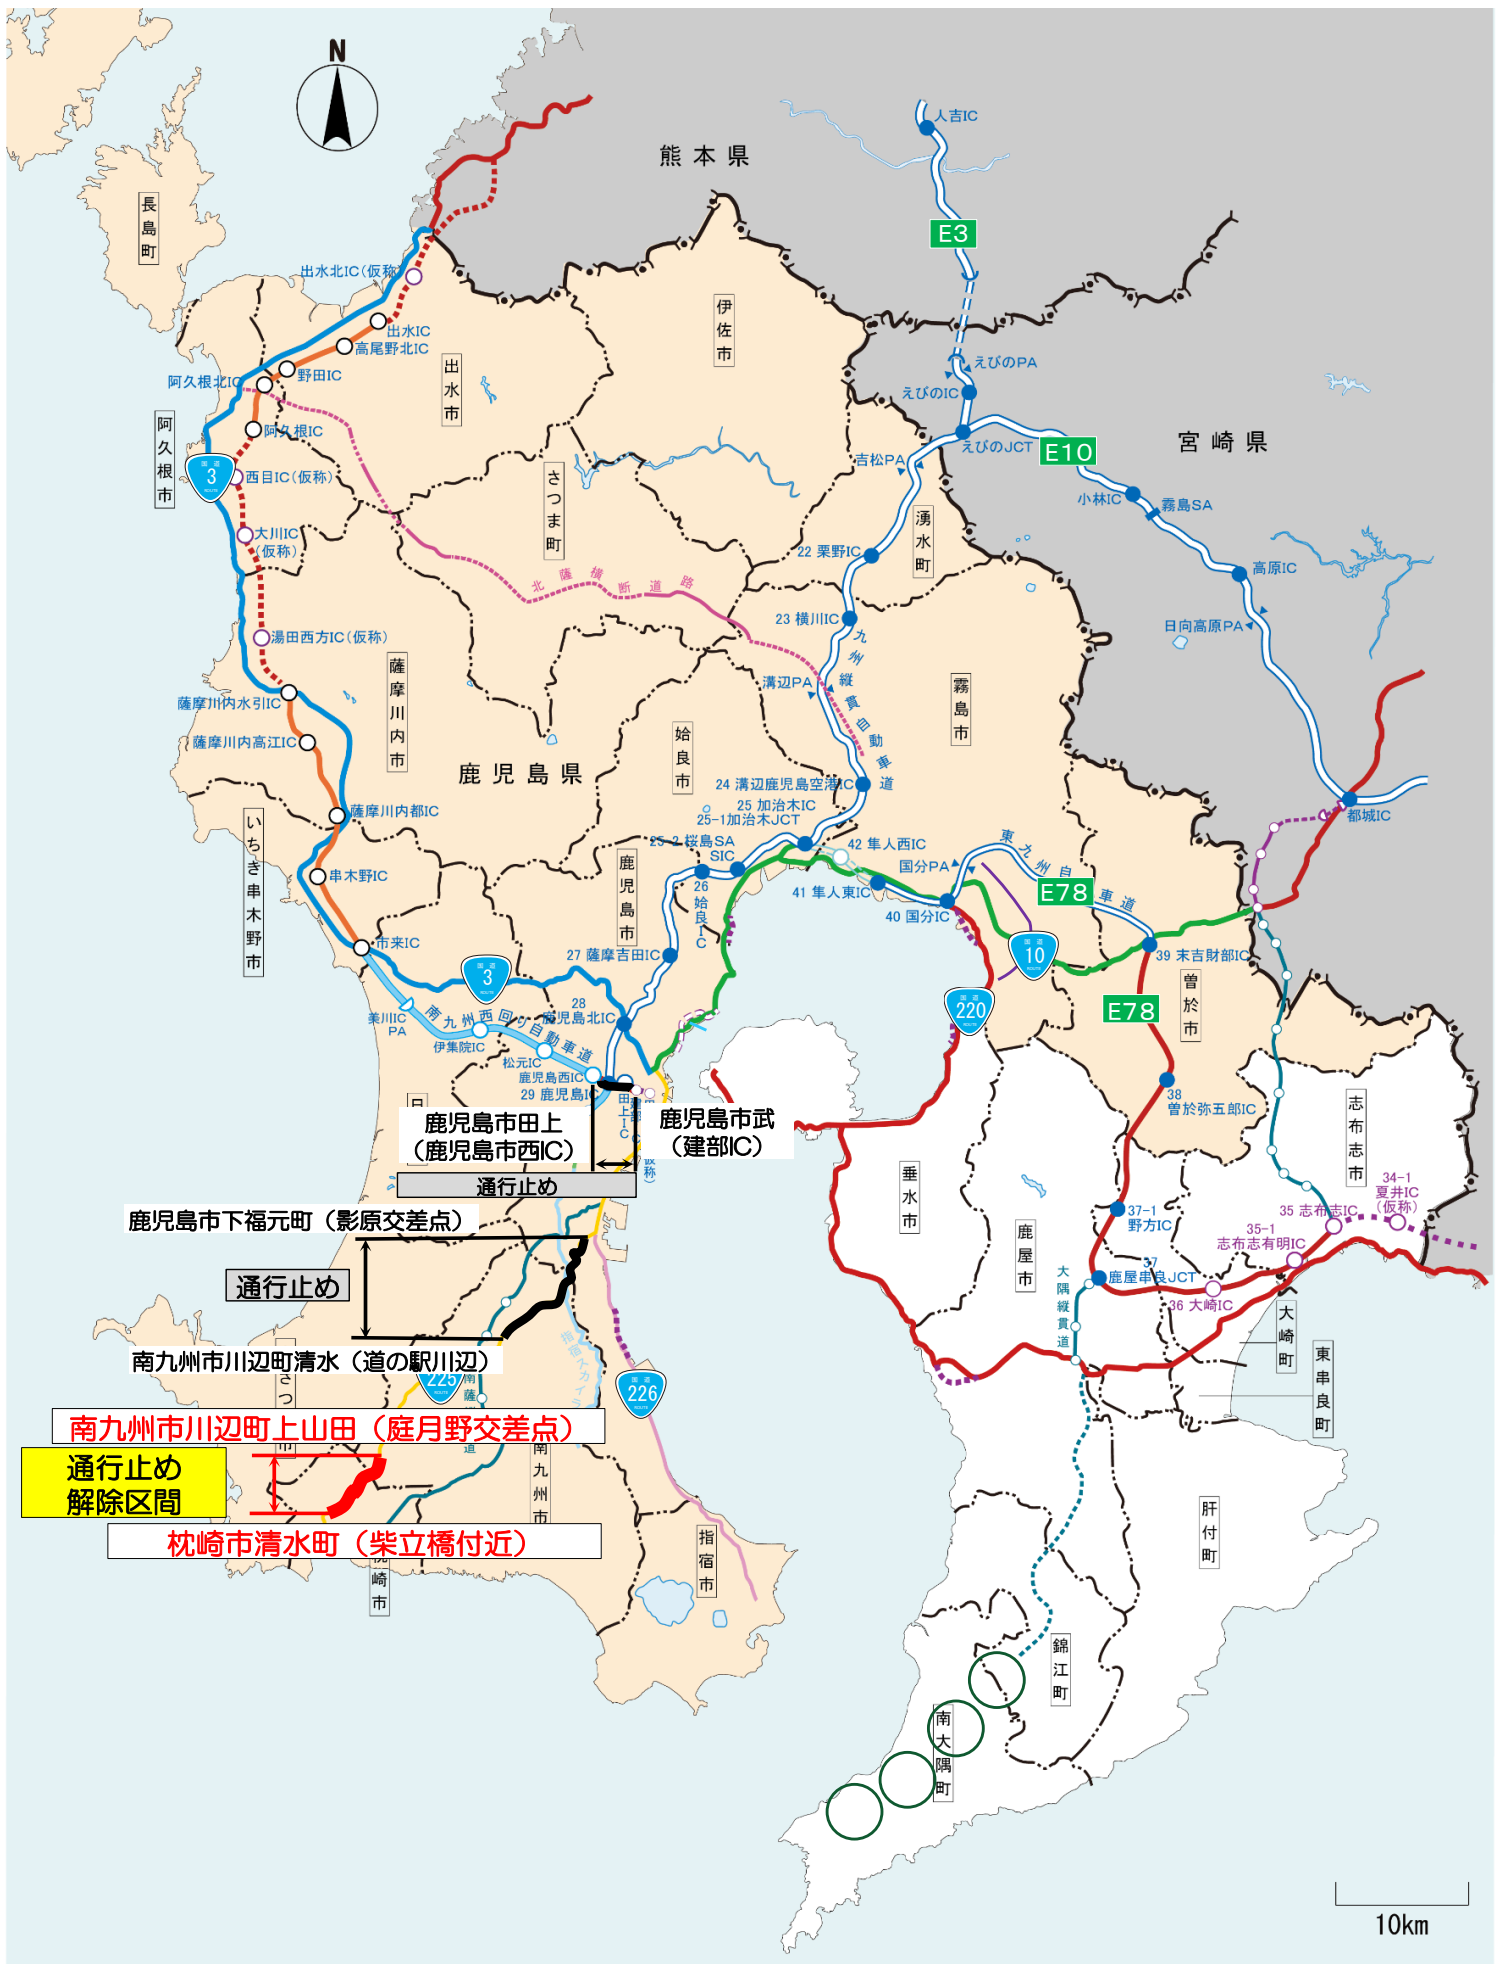 N
熊本県
人吉IC
E3
長島町
出水北IC(仮称)
出水IC
高尾野北IC
野田IC
阿久根北IC
阿久根IC
出水市
伊佐市
えびのPA
えびのIC
えびのJCT
E10
宮崎県
阿久根市
国道
3
ROUTE
西目IC(仮称)
大川IC
(仮称)
さつま町
吉松PA
湧水町
小林IC
霧島SA
22 栗野IC
高原IC
北薩横断道路
23 横川IC
日向高原PA
湯田西方IC(仮称)
薩摩川内市
九州縦貫自動車道
溝辺PA
霧島市
薩摩川内水引IC
薩摩川内高江IC
鹿児島県
姶良市
24 溝辺鹿児島空港IC
25 加治木IC
25-1加治木JCT
薩摩川内都IC
都城IC
いちき串木野市
25-2 桜島SA
SIC
42 隼人西IC
国分PA
東九州自
車道
E78
串木野IC
鹿児島市
26 姶良IC
41 隼人東IC
40 国分IC
市来IC
27 薩摩吉田IC
国道
10
ROUTE
39 末吉財部IC
国道
3
ROUTE
曽於市
美川IC
PA
南九州西回り自動車道
28
鹿児島北IC
国道
220
ROUTE
E78
伊集院IC
松元IC
鹿児島西IC
29 鹿児島IC
田上IC
38
曽於弥五郎IC
志布志市
鹿児島市田上
(鹿児島市西IC)
鹿児島市武
(建部IC)
通行止め
垂水市
鹿児島市下福元町(影原交差点)
鹿屋市
37-1
野方IC
34-1
夏井IC
(仮称)
35 志布志IC
35-1
志布志有明IC
通行止め
37
鹿屋串良JCT
大隅縦貫道
36 大崎IC
大崎町
東串良町
南九州市川辺町清水(道の駅川辺)
指宿スカイ
225
ROUTE
国道
226
ROUTE
南九州市川辺町上山田(庭月野交差点)
通行止め
解除区間
南九州市
枕崎市清水町(柴立橋付近)
指宿市
崎市
肝付町
錦江町
南大隅町
10km